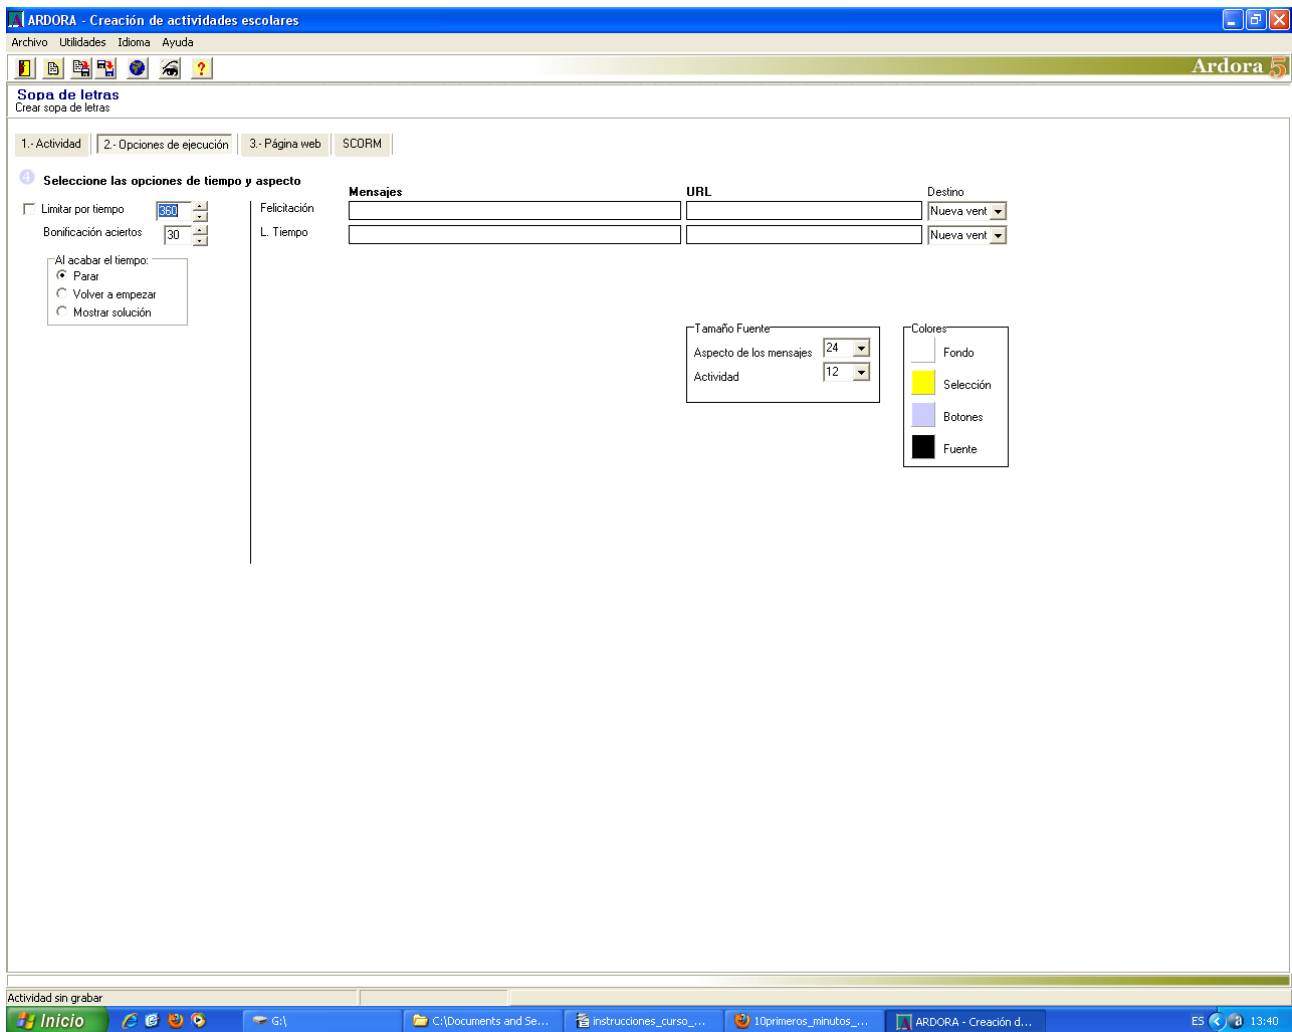 ARDORA - Creación de actividades escolares
Archivo Utilidades Idioma Ayuda
Ardora 5
Sopa de letras
Crear sopa de letras
1.- Actividad 2.- Opciones de ejecución 3.- Página web SCORM
4 Seleccione las opciones de tiempo y aspecto
Mensajes URL Destino
Limitar por tiempo 360 Felicitación Nueva vent
Bonificación aciertos 30 L. Tiempo Nueva vent
Al acabar el tiempo:
Parar
Volver a empezar
Mostrar solución
Tamaño Fuente
Aspecto de los mensajes 24
Actividad 12
Colores
Fondo
Selección
Botones
Fuente
Actividad sin grabar
Inicio G:\ C:\Documents and Se... instrucciones_curso_... 10primeros_minutos_... ARDORA - Creación d... ES 13:40